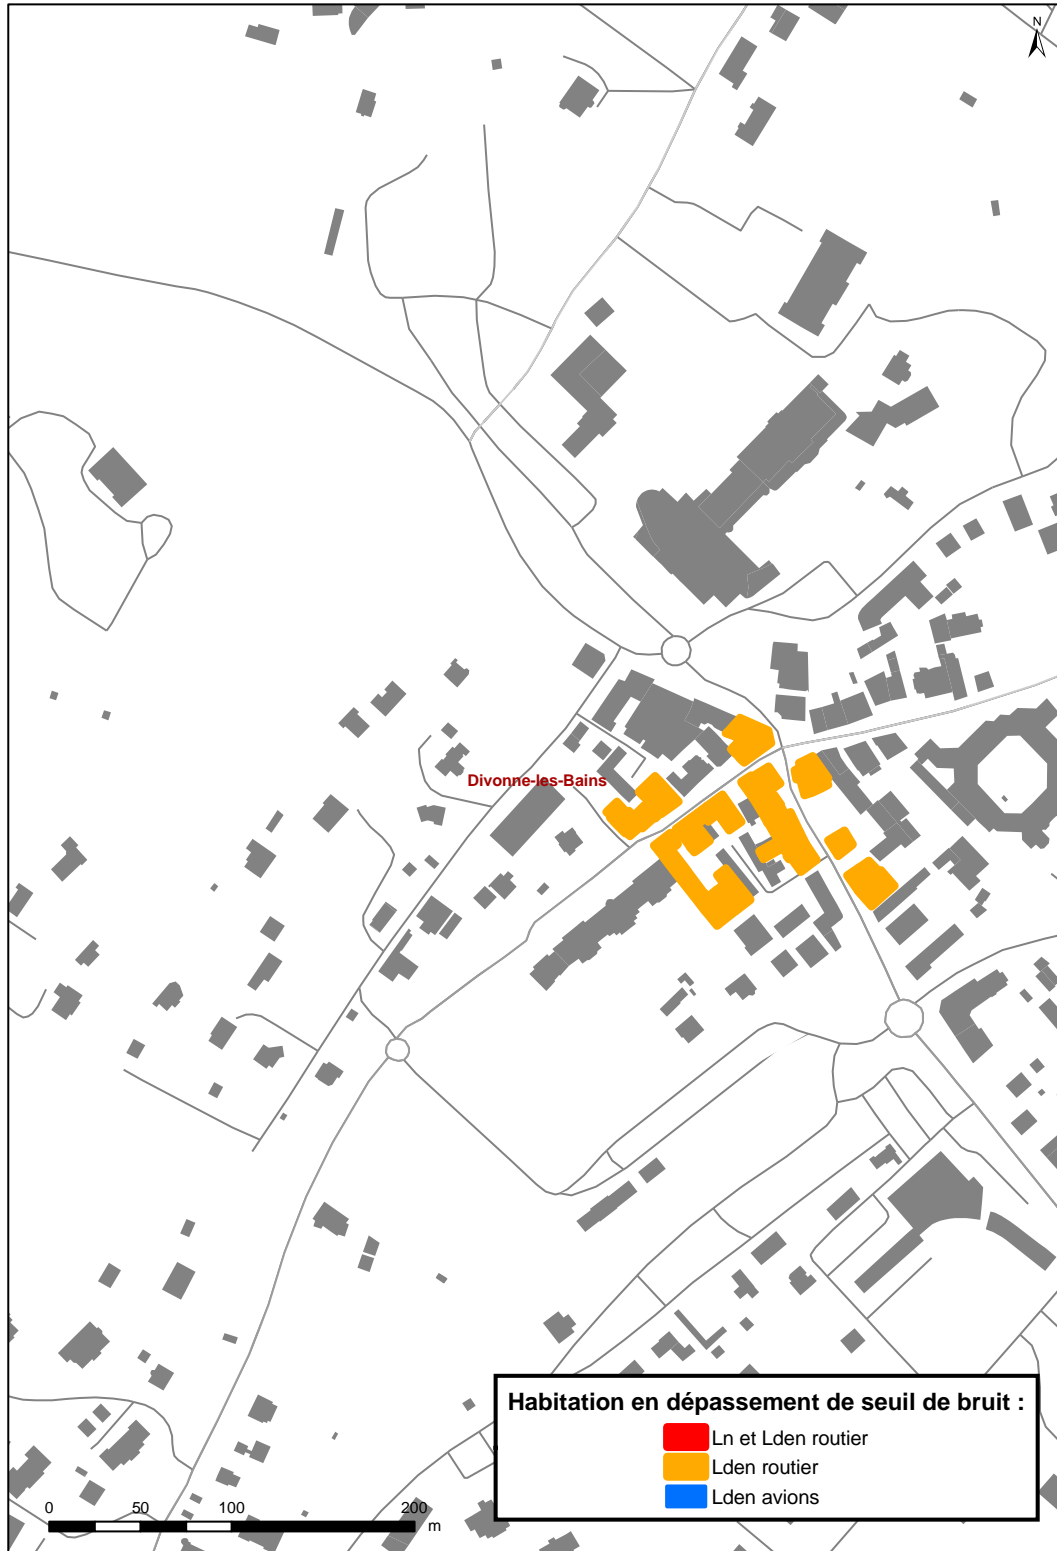 N
Divonne-les-Bains
Habitation en dépassement de seuil de bruit :
Ln et Lden routier
Lden routier
Lden avions
0 50 100 200
m